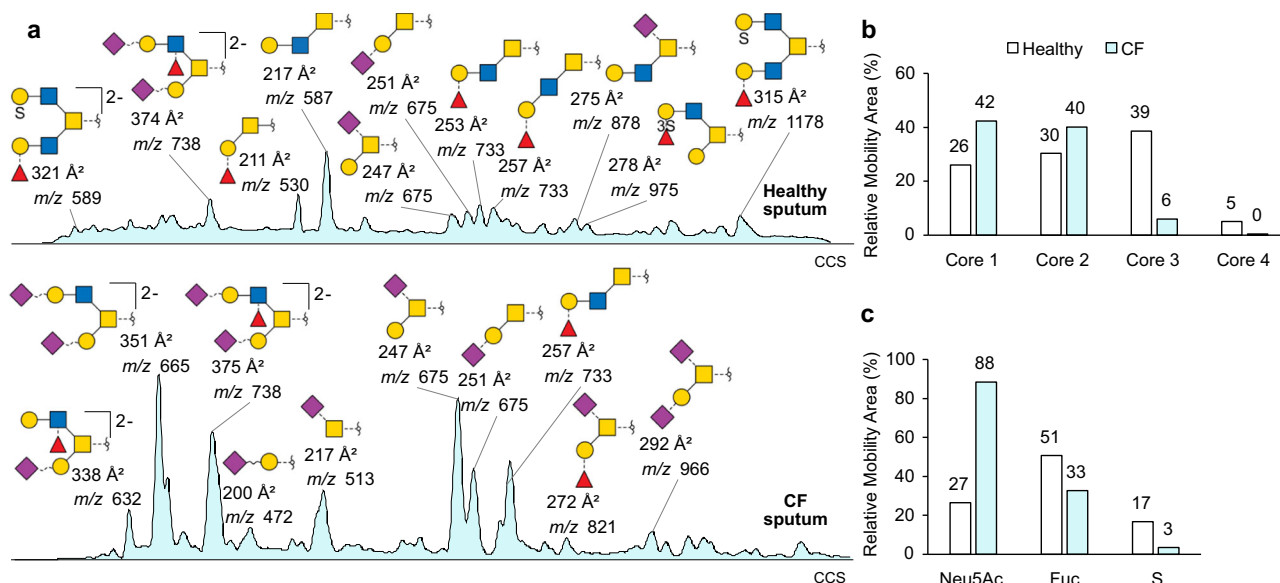 a
2-
374 Å²
m/z 738
217 Å²
m/z 587
251 Å²
m/z 675
253 Å²
m/z 733
257 Å²
m/z 733
275 Å²
m/z 878
S
315 Å²
m/z 1178
S
2-
321 Å²
m/z 589
211 Å²
m/z 530
247 Å²
m/z 675
3S
278 Å²
m/z 975
Healthy
sputum
CCS
2-
351 Å²
m/z 665
2-
375 Å²
m/z 738
247 Å²
m/z 675
251 Å²
m/z 675
257 Å²
m/z 733
2-
338 Å²
m/z 632
200 Å²
m/z 472
217 Å²
m/z 513
272 Å²
m/z 821
292 Å²
m/z 966
CF
sputum
CCS
b
Healthy CF
Relative Mobility Area (%)
60
40
20
0
26 42 30 40 39 6 5 0
Core 1 Core 2 Core 3 Core 4
c
Relative Mobility Area (%)
100
80
60
40
20
0
27 88 51 33 17 3
Neu5Ac Fuc S